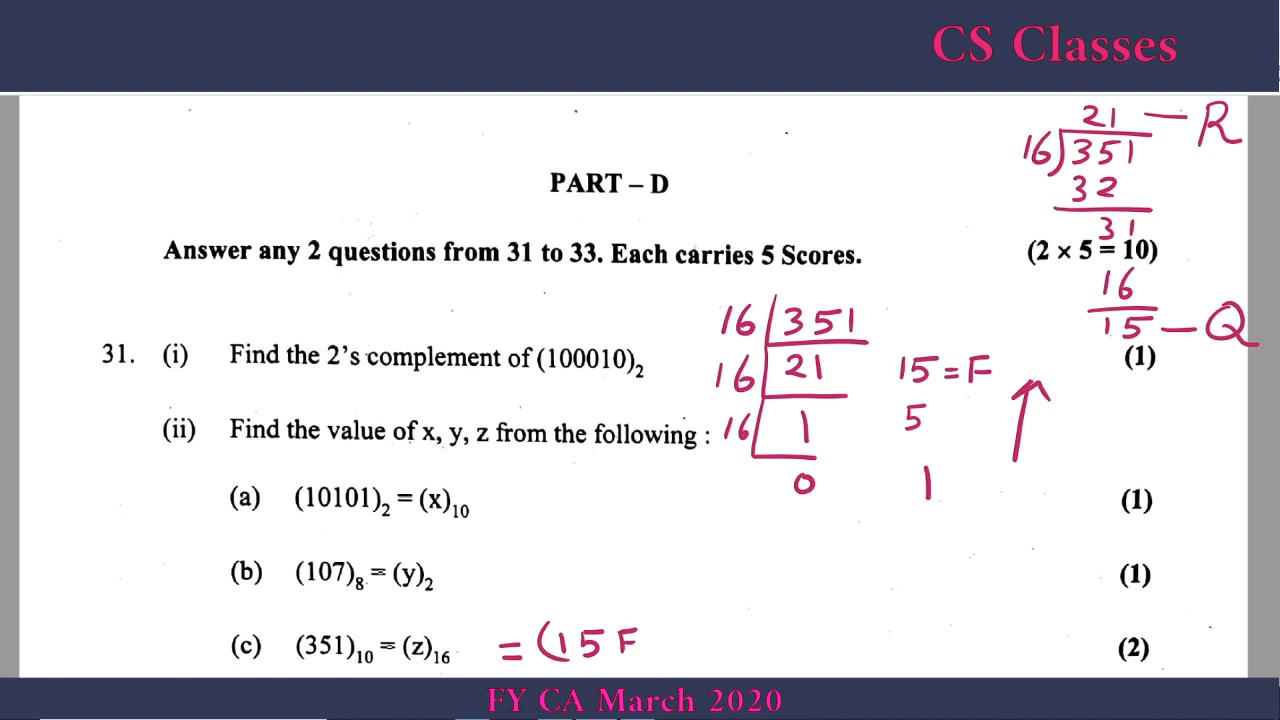 CS Classes
21 — R
16)351
32
31
16
15 — Q
PART – D
Answer any 2 questions from 31 to 33. Each carries 5 Scores. (2 × 5 = 10)
16 351
16 21 15 = F
16 1 5
0 1
31. (i) Find the 2's complement of (100010)₂ (1)
(ii) Find the value of x, y, z from the following :
(a) (10101)₂ = (x)₁₀ (1)
(b) (107)₈ = (y)₂ (1)
(c) (351)₁₀ = (z)₁₆ = (15F (2)
FY CA March 2020